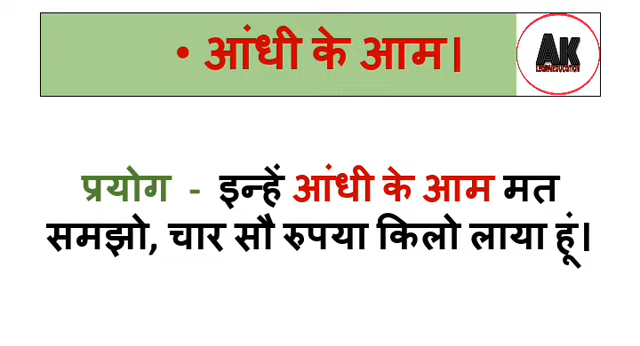 • आंधी के आम।
AK
प्रयोग - इन्हें आंधी के आम मत
समझो, चार सौ रुपया किलो लाया हूं।